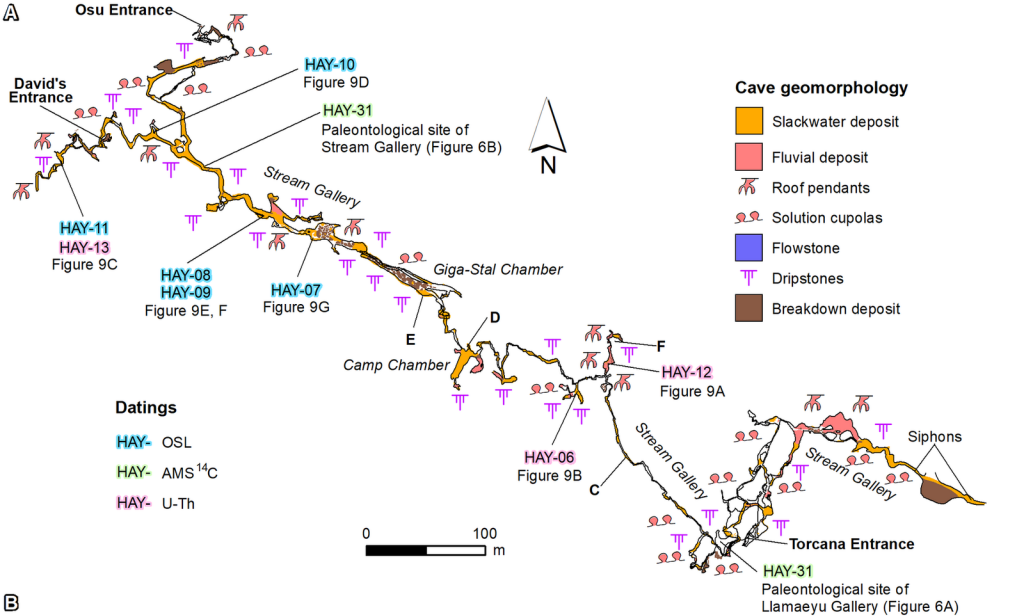 A
Osu Entrance
David's
Entrance
HAY-10
Figure 9D
HAY-31
Paleontological site of
Stream Gallery (Figure 6B)
N
Cave geomorphology
Slackwater deposit
Fluvial deposit
Roof pendants
Solution cupolas
Flowstone
Dripstones
Breakdown deposit
Stream Gallery
HAY-11
HAY-13
Figure 9C
HAY-08
HAY-09
Figure 9E, F
HAY-07
Figure 9G
Giga-Stal Chamber
E
D
Camp Chamber
F
HAY-12
Figure 9A
HAY-06
Figure 9B
Stream Gallery
C
Stream Gallery
Siphons
Torcana Entrance
HAY-31
Paleontological site of
Llamaeyu Gallery (Figure 6A)
Datings
HAY- OSL
HAY- AMS 14C
HAY- U-Th
0 100
m
B